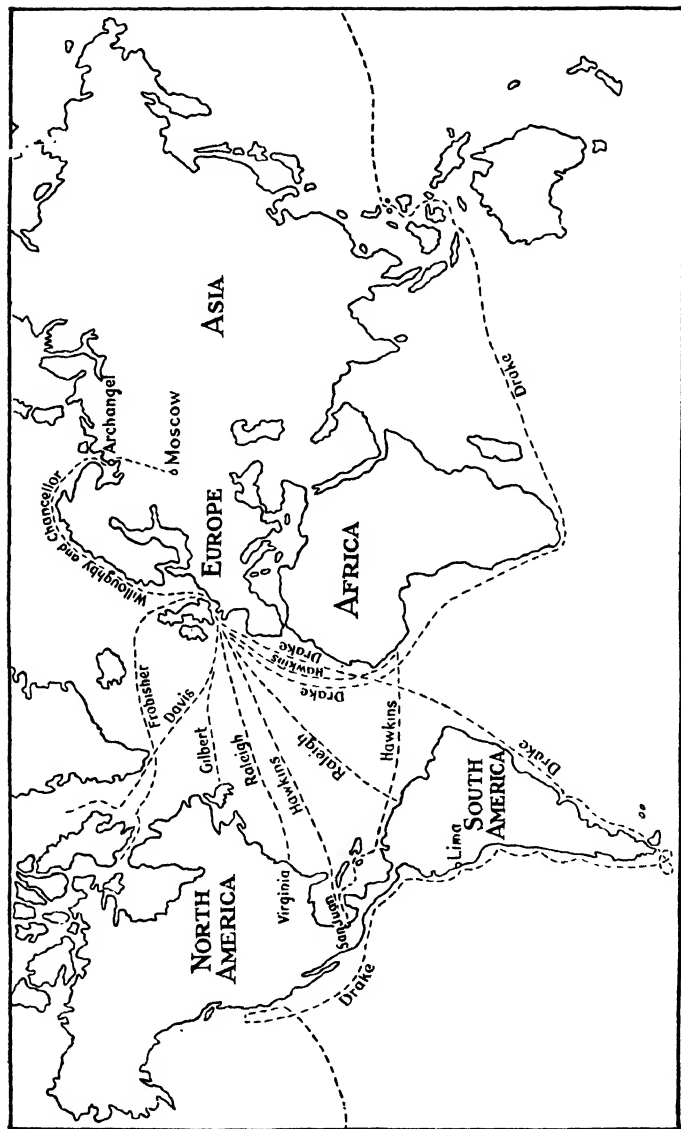 NORTH
AMERICA
EUROPE
ASIA
AFRICA
SOUTH
AMERICA
Willoughby and Chancellor
Archangel
Moscow
Frobisher
Davis
Gilbert
Raleigh
Hawkins
Raleigh
Drake
Hawkins
Drake
Hawkins
Virginia
San Juan
Drake
Lima
Drake
Drake